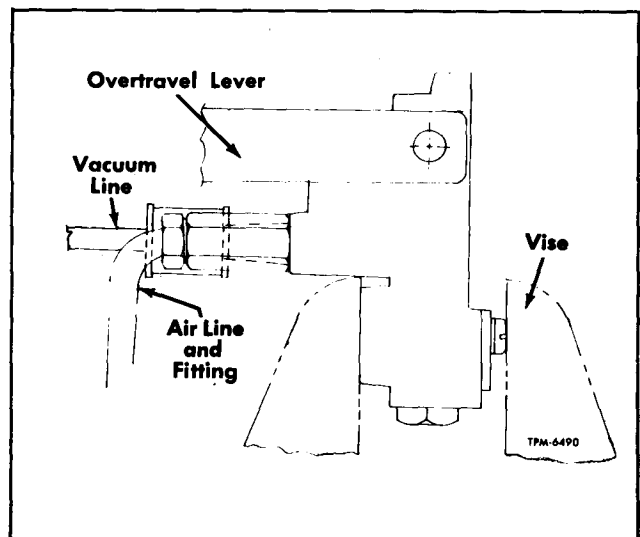 Overtravel Lever
Vacuum
Line
Vise
Air Line
and
Fitting
TPM-6490